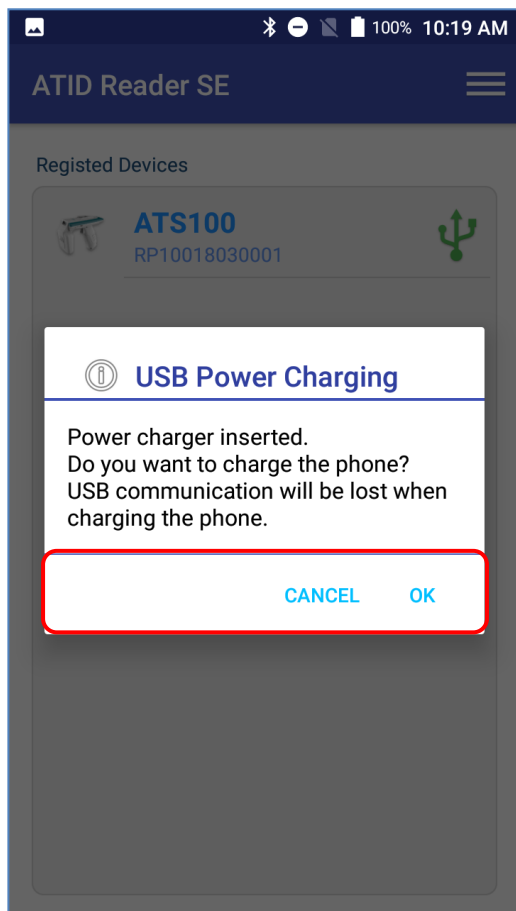 100% 10:19 AM
ATID Reader SE
Registed Devices
ATS100
RP10018030001
USB Power Charging
Power charger inserted.
Do you want to charge the phone?
USB communication will be lost when
charging the phone.
CANCEL OK